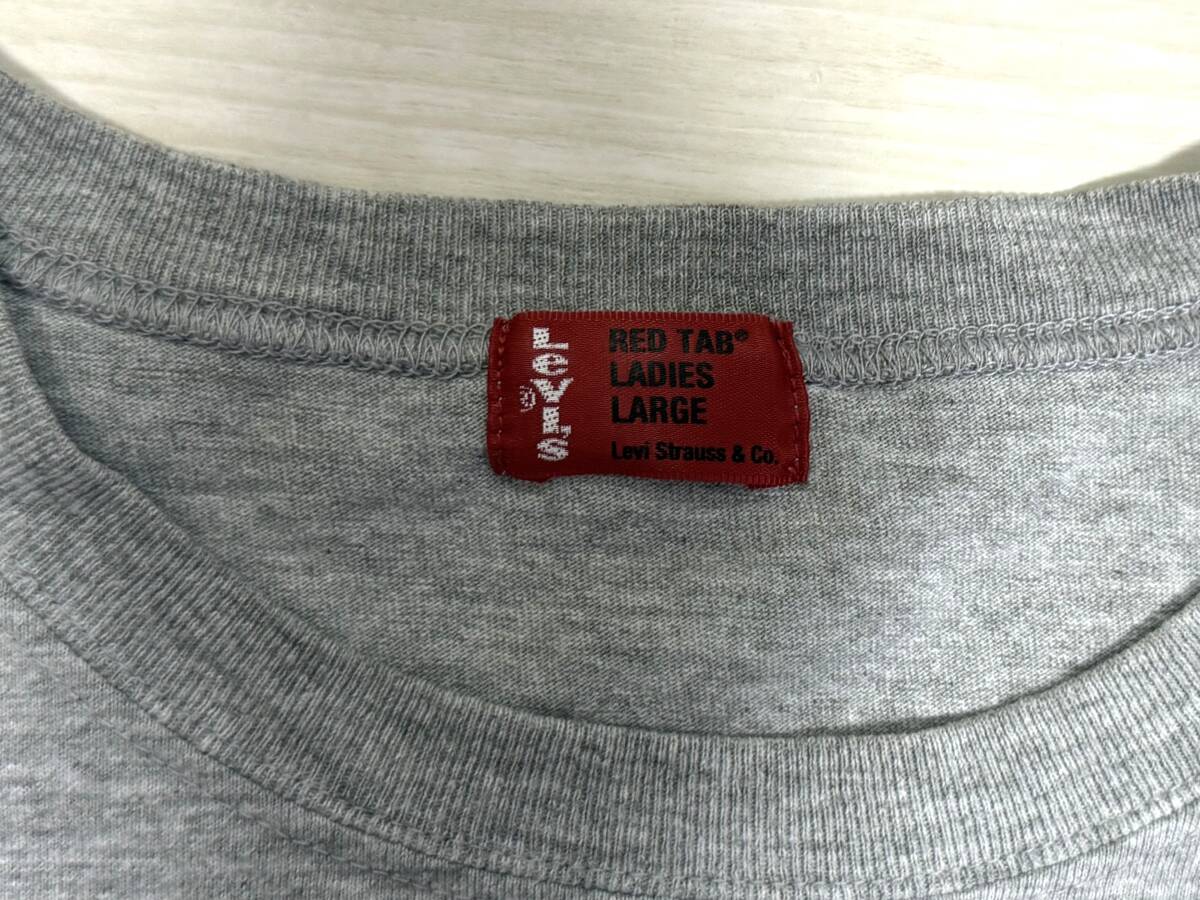 Levi's®
RED TAB®
LADIES
LARGE
Levi Strauss & Co.